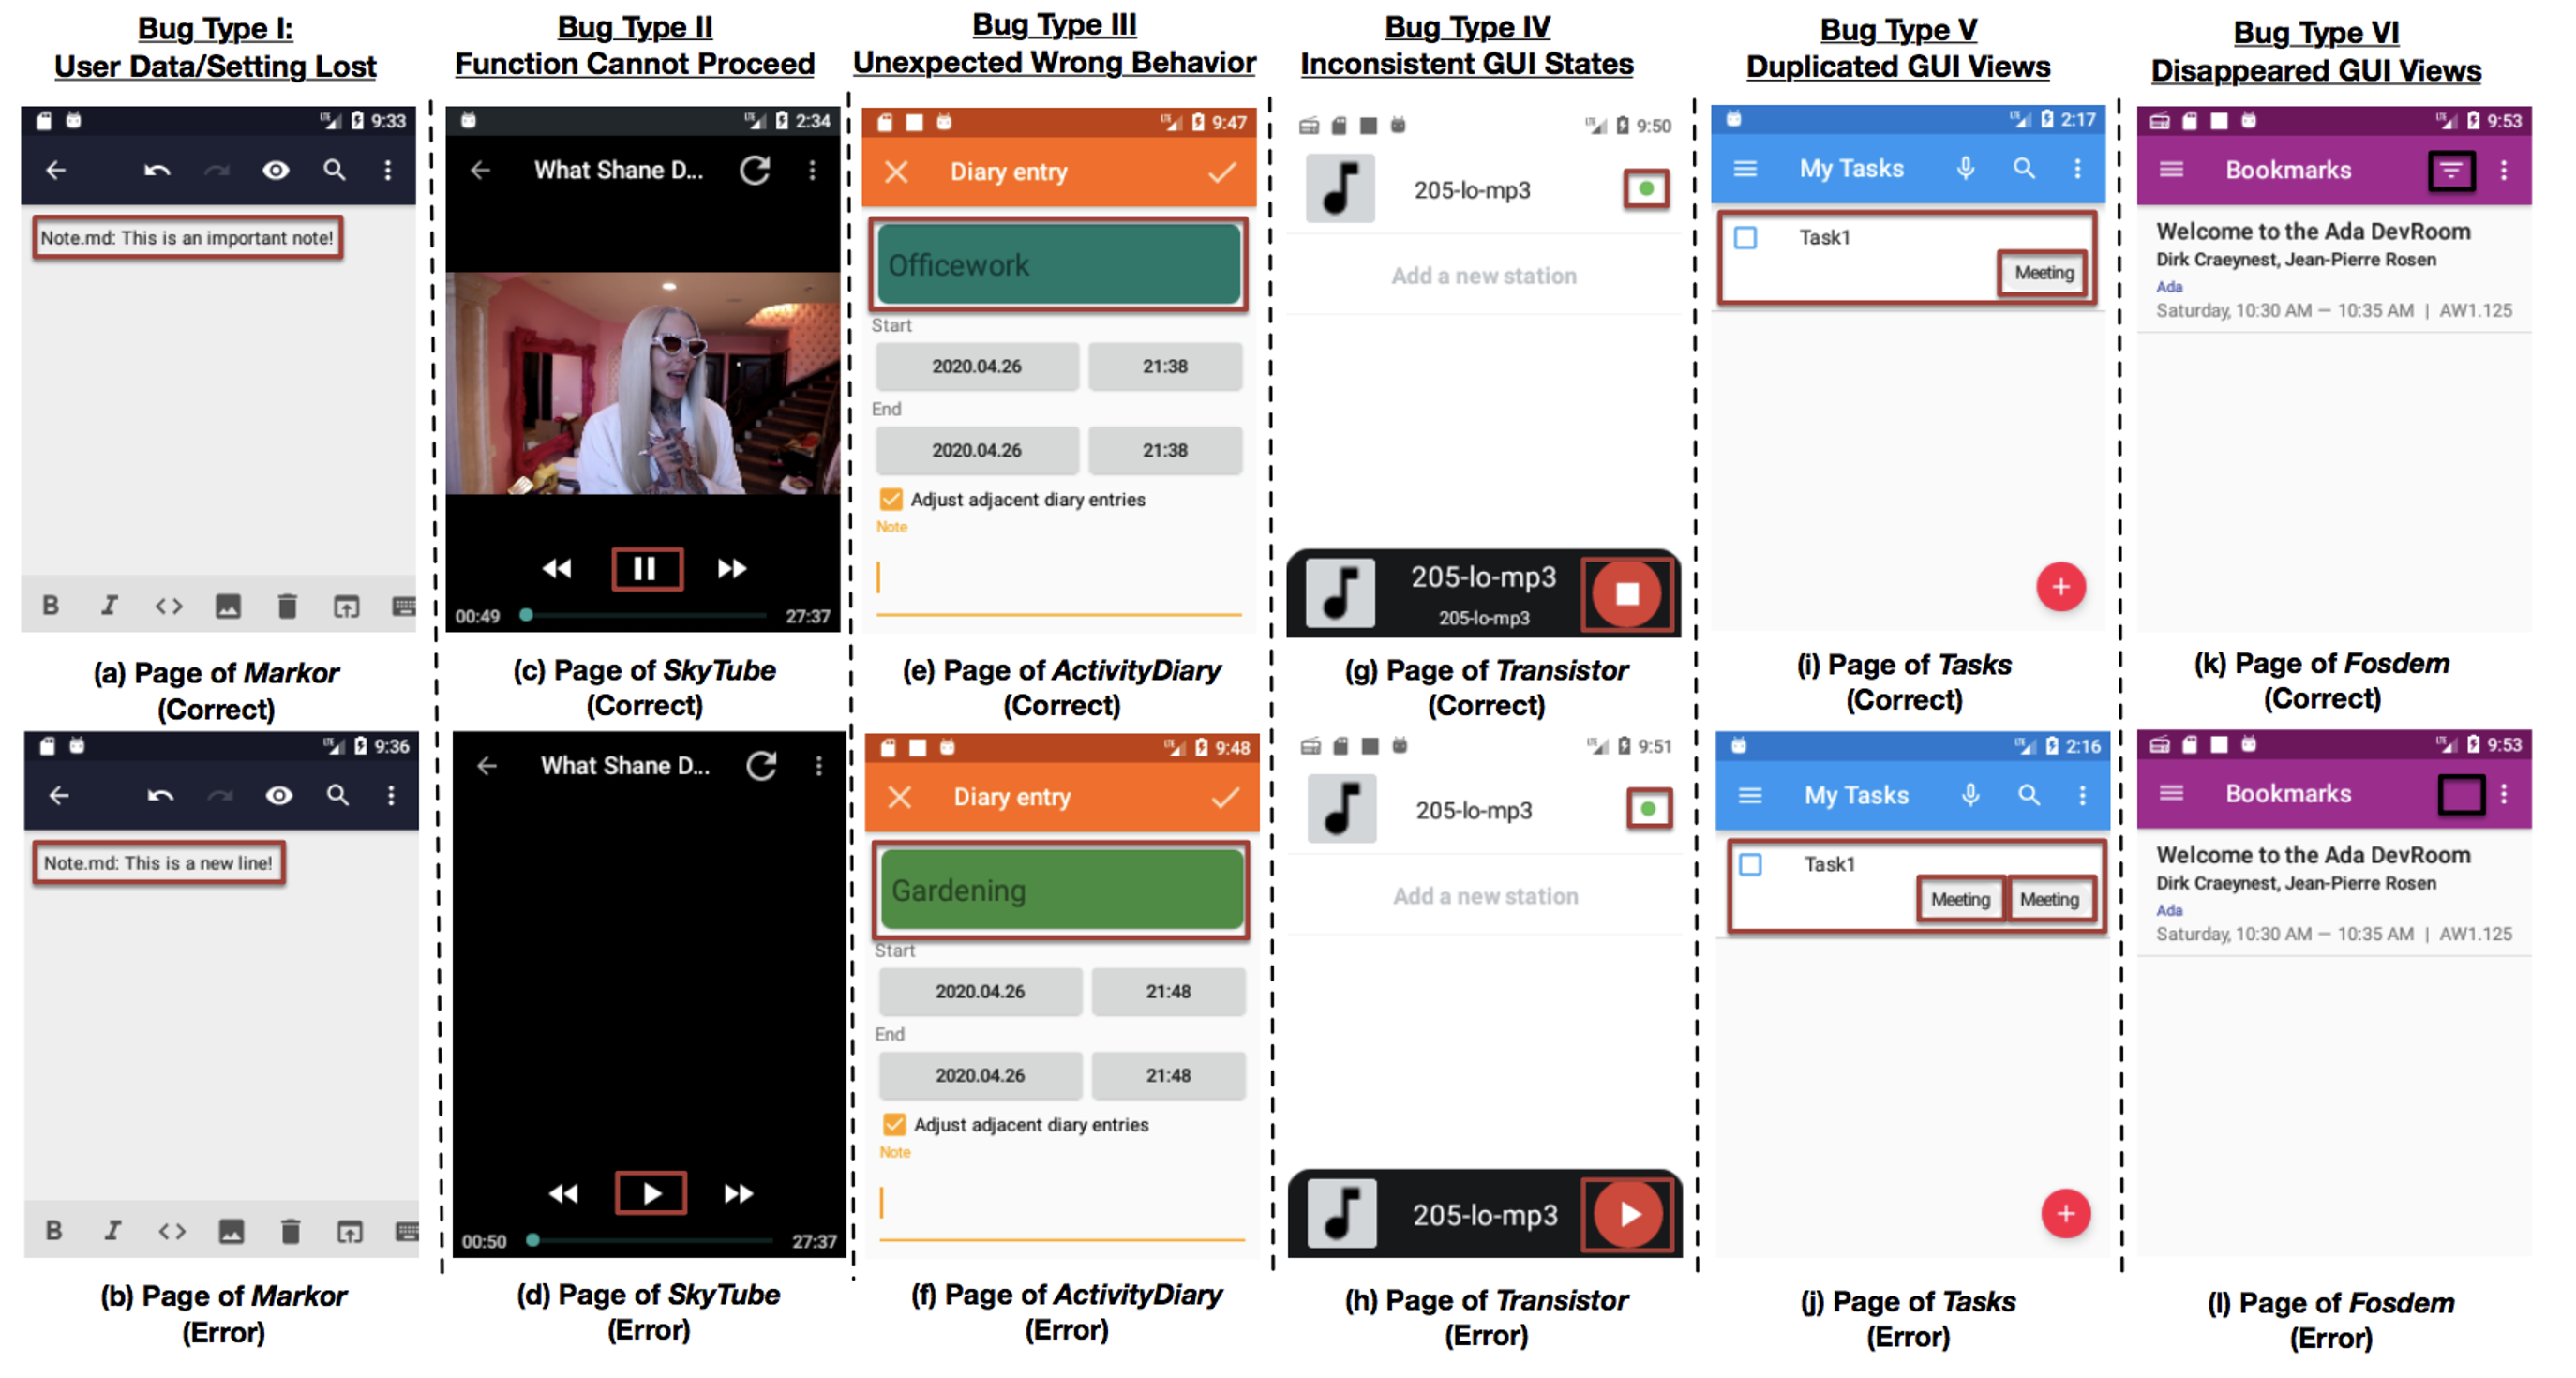 Bug Type I:
User Data/Setting Lost
Bug Type II
Function Cannot Proceed
Bug Type III
Unexpected Wrong Behavior
Bug Type IV
Inconsistent GUI States
Bug Type V
Duplicated GUI Views
Bug Type VI
Disappeared GUI Views
LTE 9:33
Note.md: This is an important note!
B I <>
LTE 2:34
What Shane D...
00:49 27:37
LTE 9:47
Diary entry
Officework
Start
2020.04.26 21:38
End
2020.04.26 21:38
Adjust adjacent diary entries
Note
LTE 9:50
205-lo-mp3
Add a new station
205-lo-mp3
205-lo-mp3
LTE 2:17
My Tasks
Task1
Meeting
LTE 9:53
Bookmarks
Welcome to the Ada DevRoom
Dirk Craeynest, Jean-Pierre Rosen
Ada
Saturday, 10:30 AM — 10:35 AM | AW1.125
(a) Page of Markor
(Correct)
(c) Page of SkyTube
(Correct)
(e) Page of ActivityDiary
(Correct)
(g) Page of Transistor
(Correct)
(i) Page of Tasks
(Correct)
(k) Page of Fosdem
(Correct)
LTE 9:36
Note.md: This is a new line!
B I <>
What Shane D...
00:50 27:37
LTE 9:48
Diary entry
Gardening
Start
2020.04.26 21:48
End
2020.04.26 21:48
Adjust adjacent diary entries
Note
LTE 9:51
205-lo-mp3
Add a new station
205-lo-mp3
LTE 2:16
My Tasks
Task1
Meeting Meeting
LTE 9:53
Bookmarks
Welcome to the Ada DevRoom
Dirk Craeynest, Jean-Pierre Rosen
Ada
Saturday, 10:30 AM — 10:35 AM | AW1.125
(b) Page of Markor
(Error)
(d) Page of SkyTube
(Error)
(f) Page of ActivityDiary
(Error)
(h) Page of Transistor
(Error)
(j) Page of Tasks
(Error)
(l) Page of Fosdem
(Error)